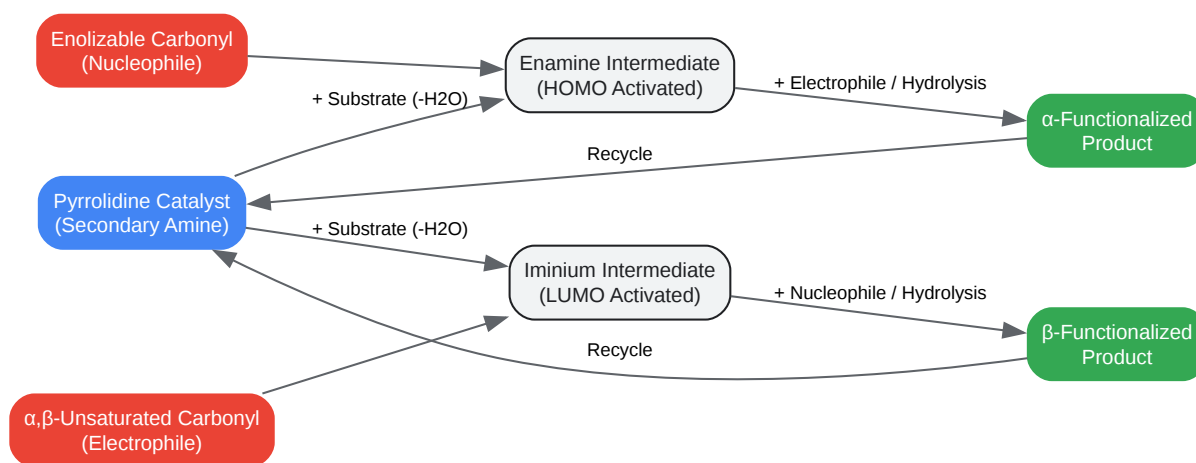 Enolizable Carbonyl
(Nucleophile)
Enamine Intermediate
(HOMO Activated)
+ Substrate (-H2O)
+ Electrophile / Hydrolysis
α-Functionalized
Product
Recycle
Pyrrolidine Catalyst
(Secondary Amine)
+ Substrate (-H2O)
Iminium Intermediate
(LUMO Activated)
+ Nucleophile / Hydrolysis
β-Functionalized
Product
Recycle
α,β-Unsaturated Carbonyl
(Electrophile)